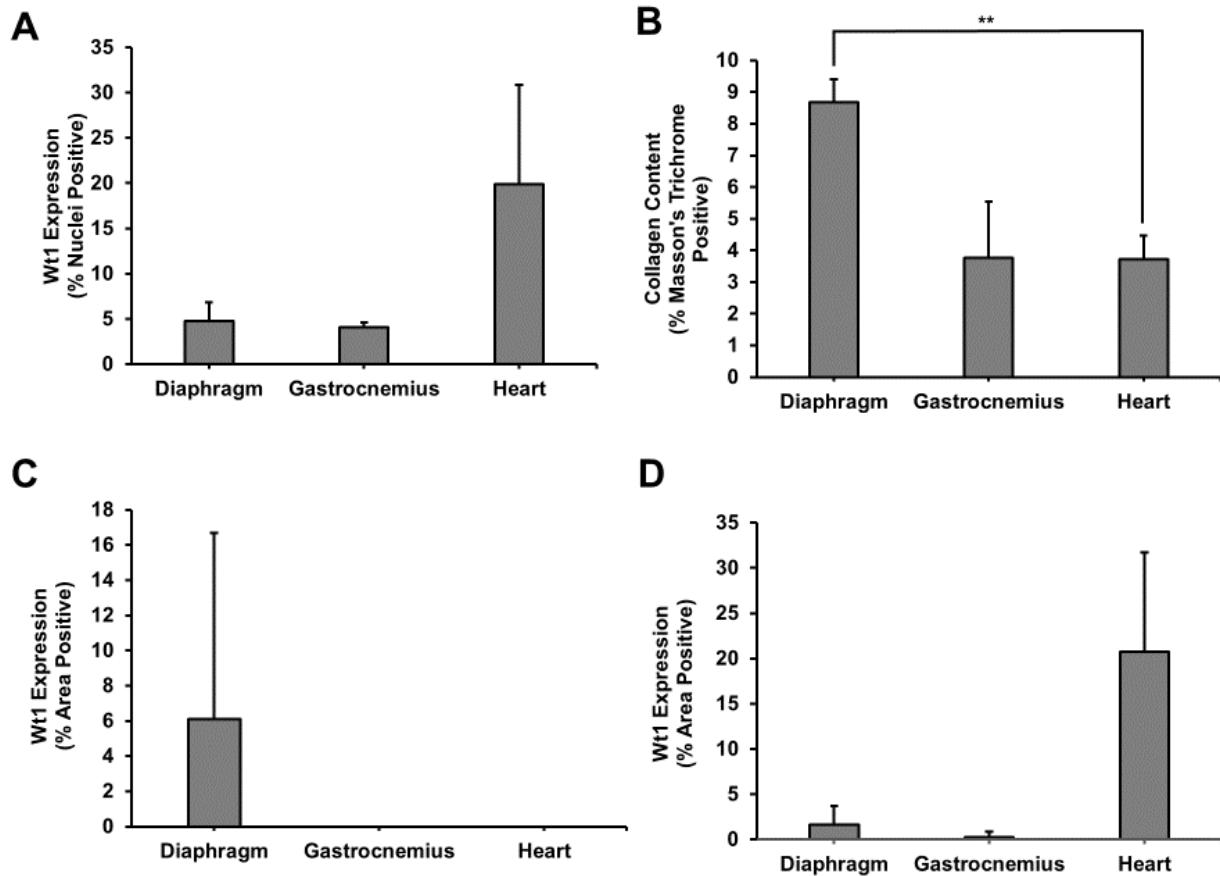 A
Wt1 Expression
(% Nuclei Positive)
35
30
25
20
15
10
5
0
Diaphragm Gastrocnemius Heart
B
**
Collagen Content
(% Masson's Trichrome
Positive)
10
9
8
7
6
5
4
3
2
1
0
Diaphragm Gastrocnemius Heart
C
Wt1 Expression
(% Area Positive)
18
16
14
12
10
8
6
4
2
0
Diaphragm Gastrocnemius Heart
D
Wt1 Expression
(% Area Positive)
35
30
25
20
15
10
5
0
Diaphragm Gastrocnemius Heart